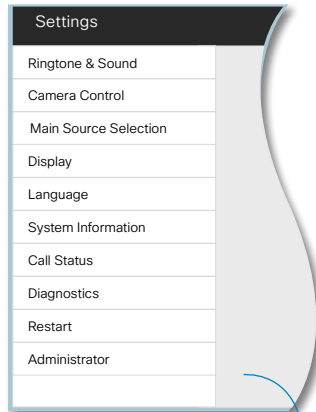 Settings
Ringtone & Sound
Camera Control
Main Source Selection
Display
Language
System Information
Call Status
Diagnostics
Restart
Administrator